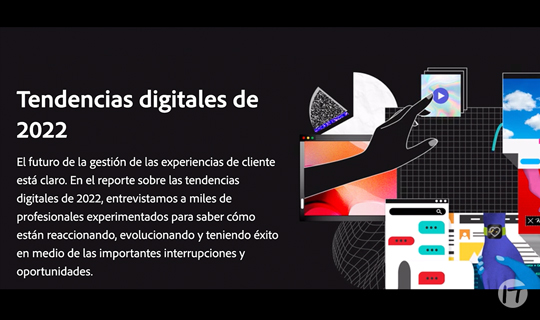 Tendencias digitales de
2022
El futuro de la gestión de las experiencias de cliente
está claro. En el reporte sobre las tendencias
digitales de 2022, entrevistamos a miles de
profesionales experimentados para saber cómo
están reaccionando, evolucionando y teniendo éxito
en medio de las importantes interrupciones y
oportunidades.
IT